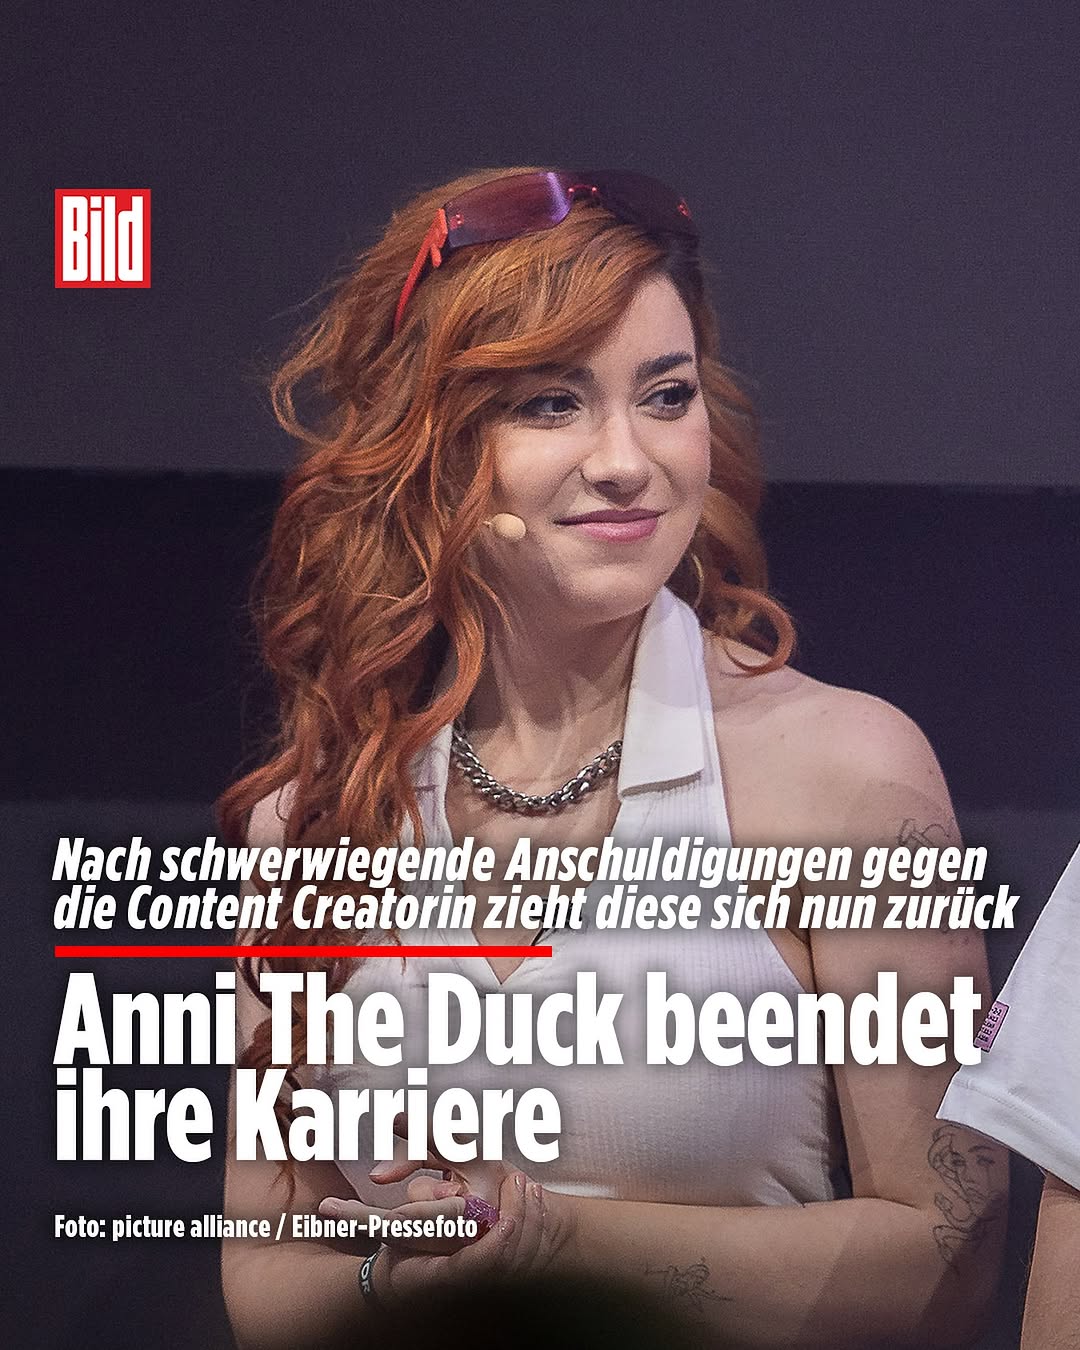 Bild
Nach schwerwiegende Anschuldigungen gegen
die Content Creatorin zieht diese sich nun zurück
Anni The Duck beendet
ihre Karriere
Foto: picture alliance / Eibner-Pressefoto